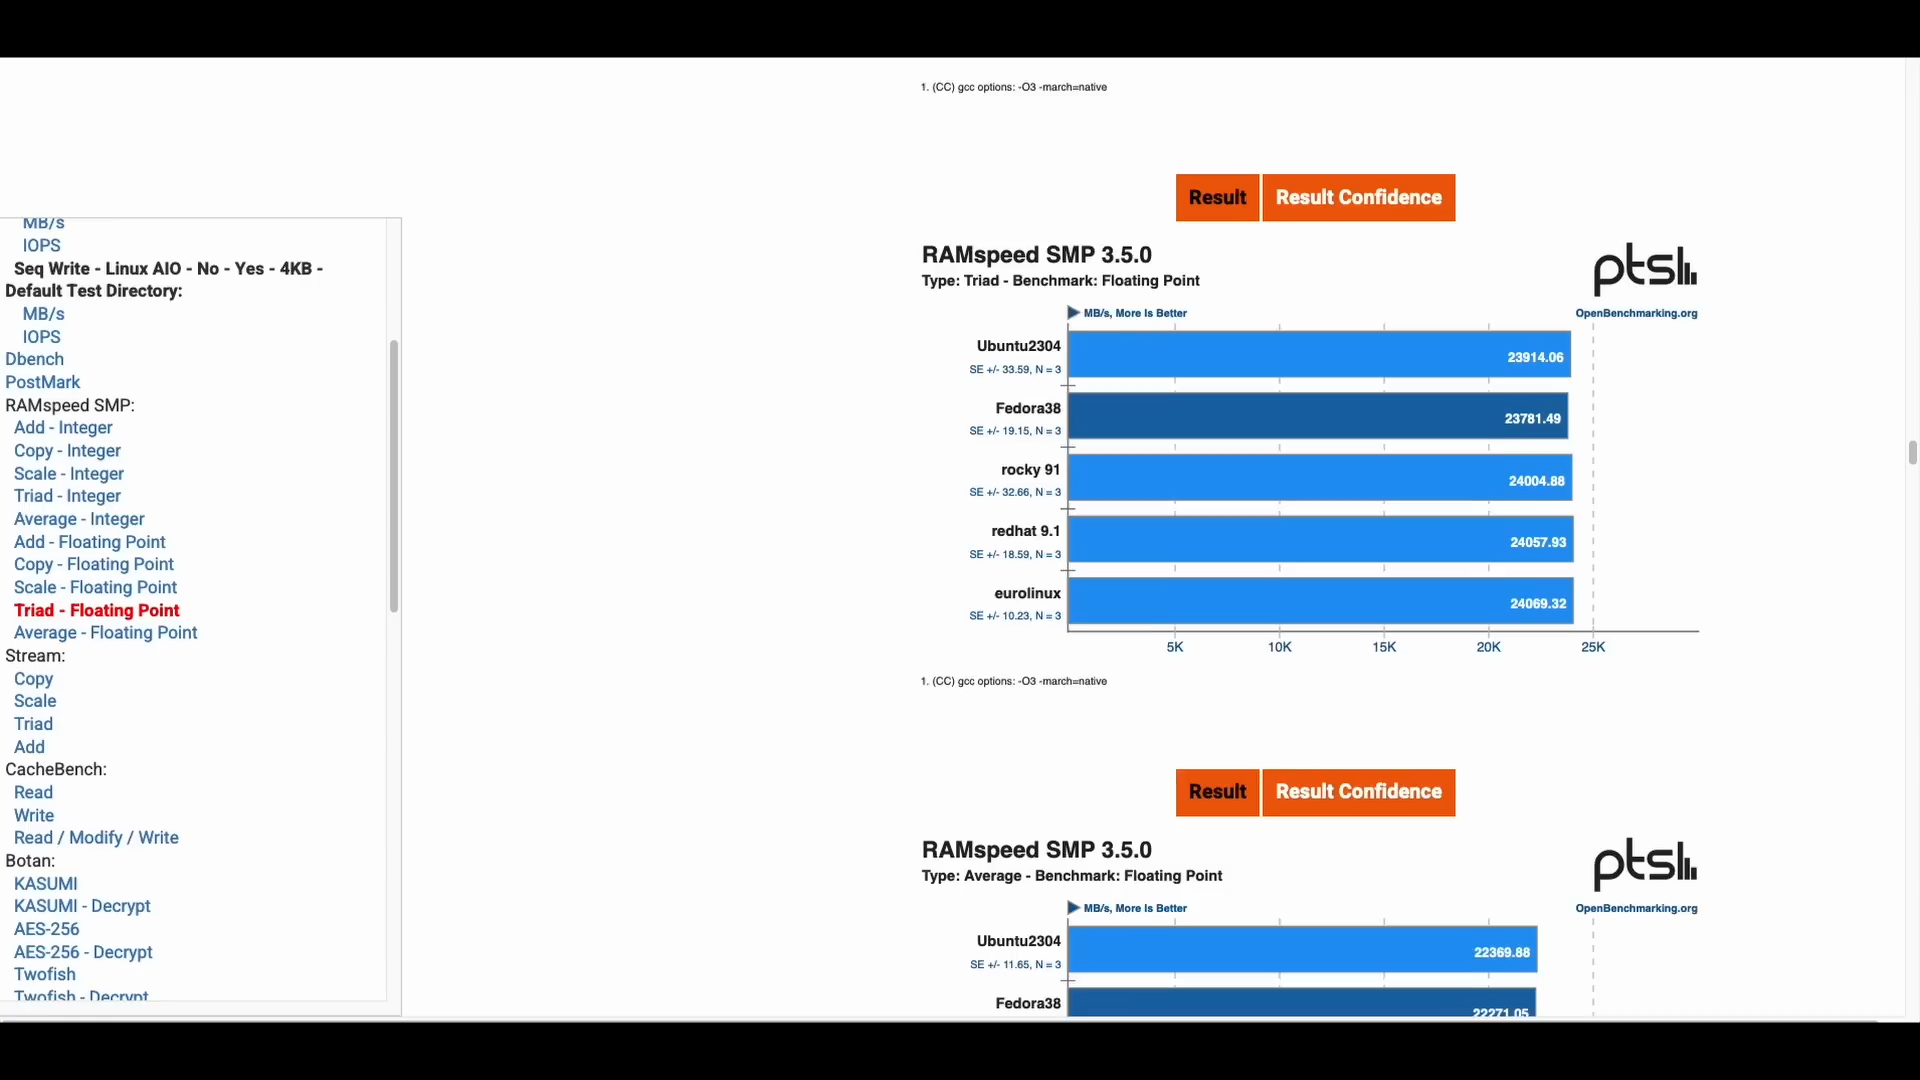 1. (CC) gcc options: -O3 -march=native
Result
Result Confidence
MB/s
IOPS
Seq Write - Linux AIO - No - Yes - 4KB -
Default Test Directory:
MB/s
IOPS
Dbench
PostMark
RAMspeed SMP:
Add - Integer
Copy - Integer
Scale - Integer
Triad - Integer
Average - Integer
Add - Floating Point
Copy - Floating Point
Scale - Floating Point
Triad - Floating Point
Average - Floating Point
Stream:
Copy
Scale
Triad
Add
CacheBench:
Read
Write
Read / Modify / Write
Botan:
KASUMI
KASUMI - Decrypt
AES-256
AES-256 - Decrypt
Twofish
Twofish - Decrypt
RAMspeed SMP 3.5.0
Type: Triad - Benchmark: Floating Point
ptsl
MB/s, More Is Better
OpenBenchmarking.org
Ubuntu2304
SE +/- 33.59, N = 3
23914.06
Fedora38
SE +/- 19.15, N = 3
23781.49
rocky 91
SE +/- 32.66, N = 3
24004.88
redhat 9.1
SE +/- 18.59, N = 3
24057.93
eurolinux
SE +/- 10.23, N = 3
24069.32
5K 10K 15K 20K 25K
1. (CC) gcc options: -O3 -march=native
Result
Result Confidence
RAMspeed SMP 3.5.0
Type: Average - Benchmark: Floating Point
ptsl
MB/s, More Is Better
OpenBenchmarking.org
Ubuntu2304
SE +/- 11.65, N = 3
22369.88
Fedora38
22271.05